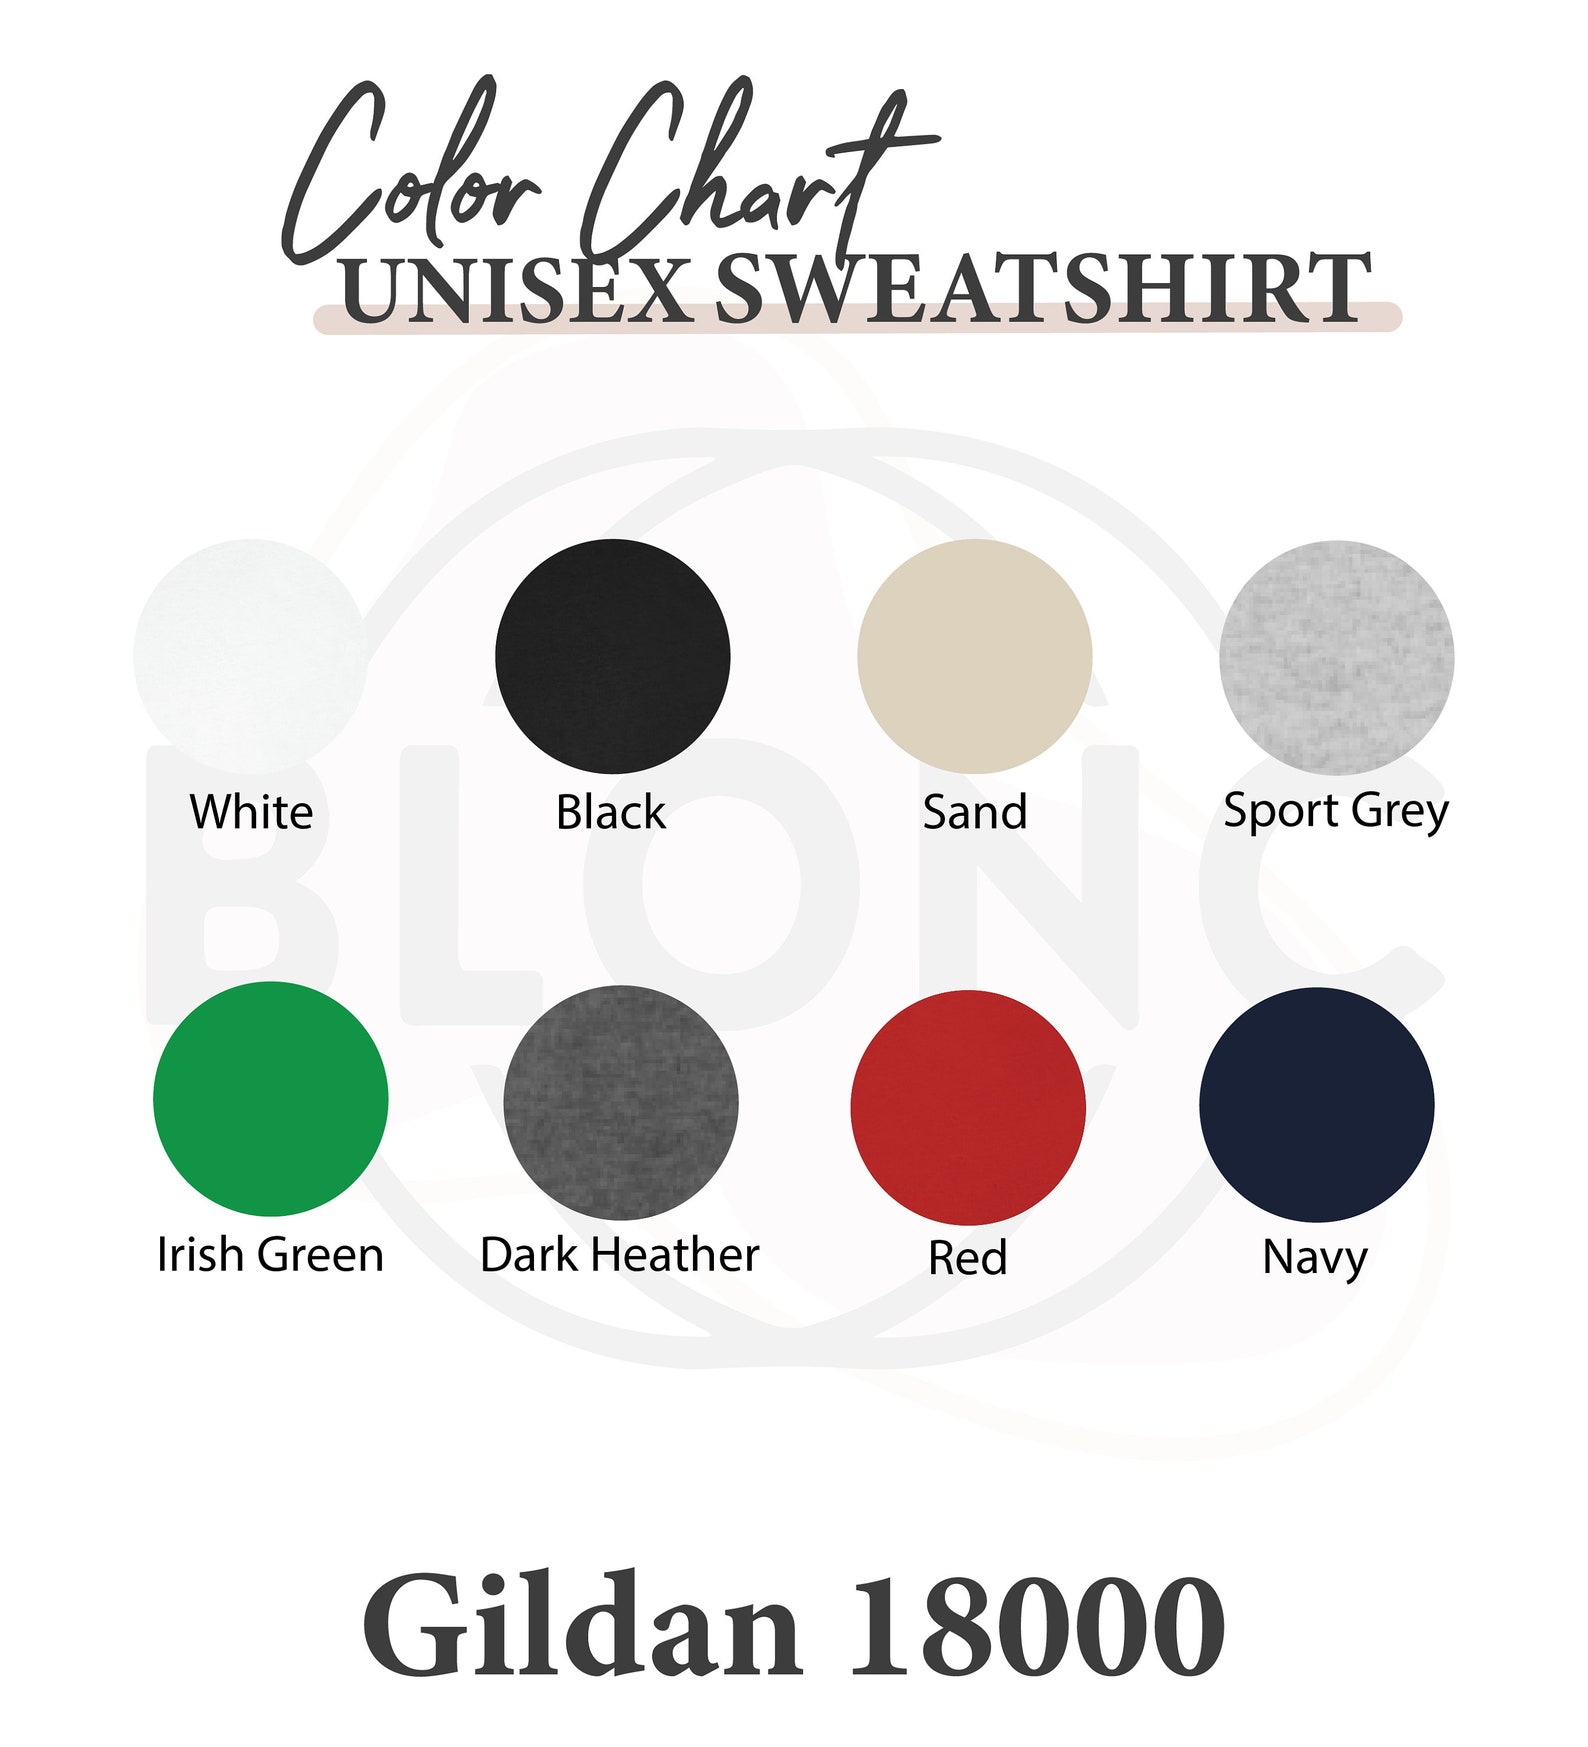 Color Chart
UNISEX SWEATSHIRT
White Black Sand Sport Grey
BLONC
Irish Green Dark Heather Red Navy
Gildan 18000